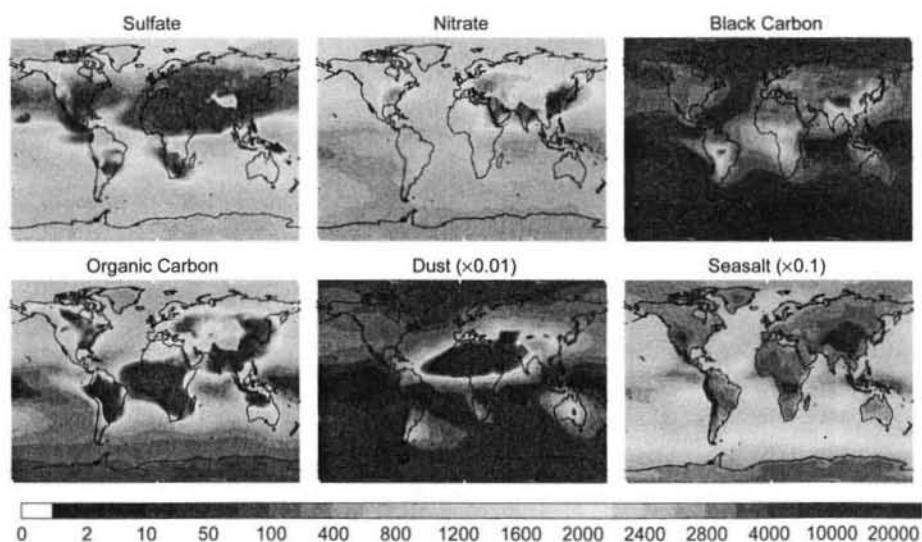 Sulfate
Nitrate
Black Carbon
Organic Carbon
Dust (×0.01)
Seasalt (×0.1)
0 2 10 50 100 400 800 1200 1600 2000 2200 2400 2800 4000 10000 20000